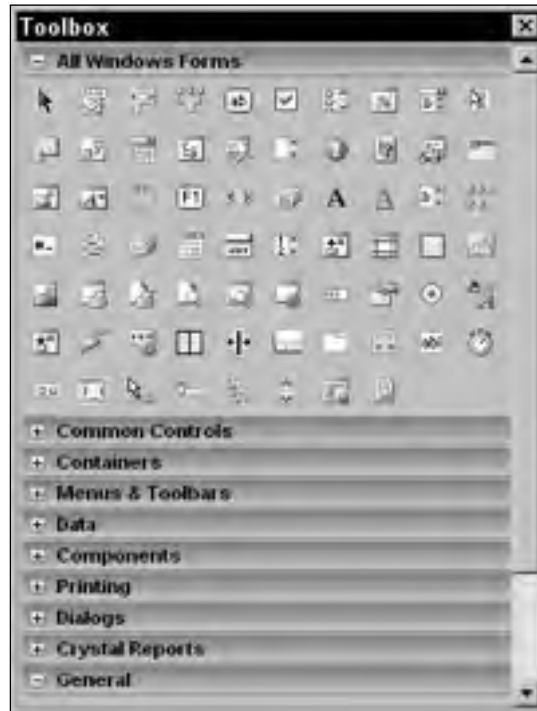 Toolbox
All Windows Forms
Common Controls
Containers
Menus & Toolbars
Data
Components
Printing
Dialogs
Crystal Reports
General